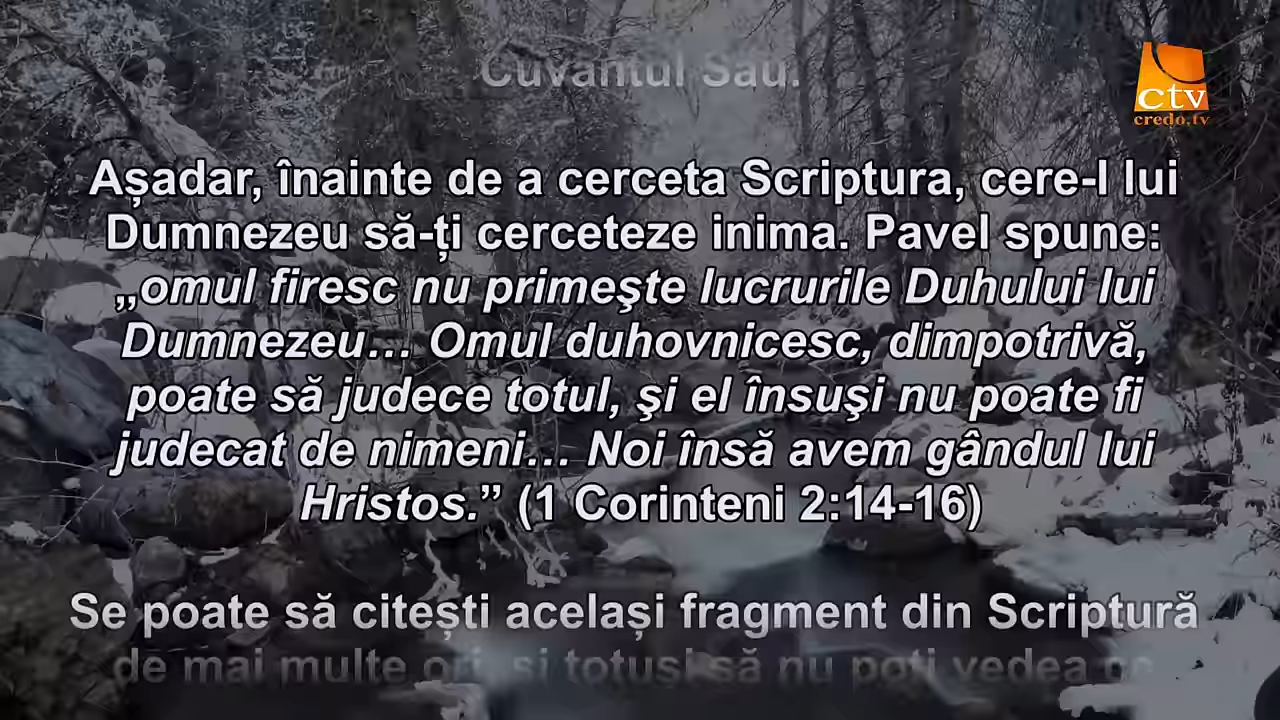 Cuvântul Său.
ctv
credo.tv
Așadar, înainte de a cerceta Scriptura, cere-I lui
Dumnezeu să-ți cerceteze inima. Pavel spune:
„omul firesc nu primeşte lucrurile Duhului lui
Dumnezeu… Omul duhovnicesc, dimpotrivă,
poate să judece totul, şi el însuşi nu poate fi
judecat de nimeni… Noi însă avem gândul lui
Hristos.” (1 Corinteni 2:14-16)
Se poate să citești același fragment din Scriptură
de mai multe ori, și totuși să nu poți vedea ce